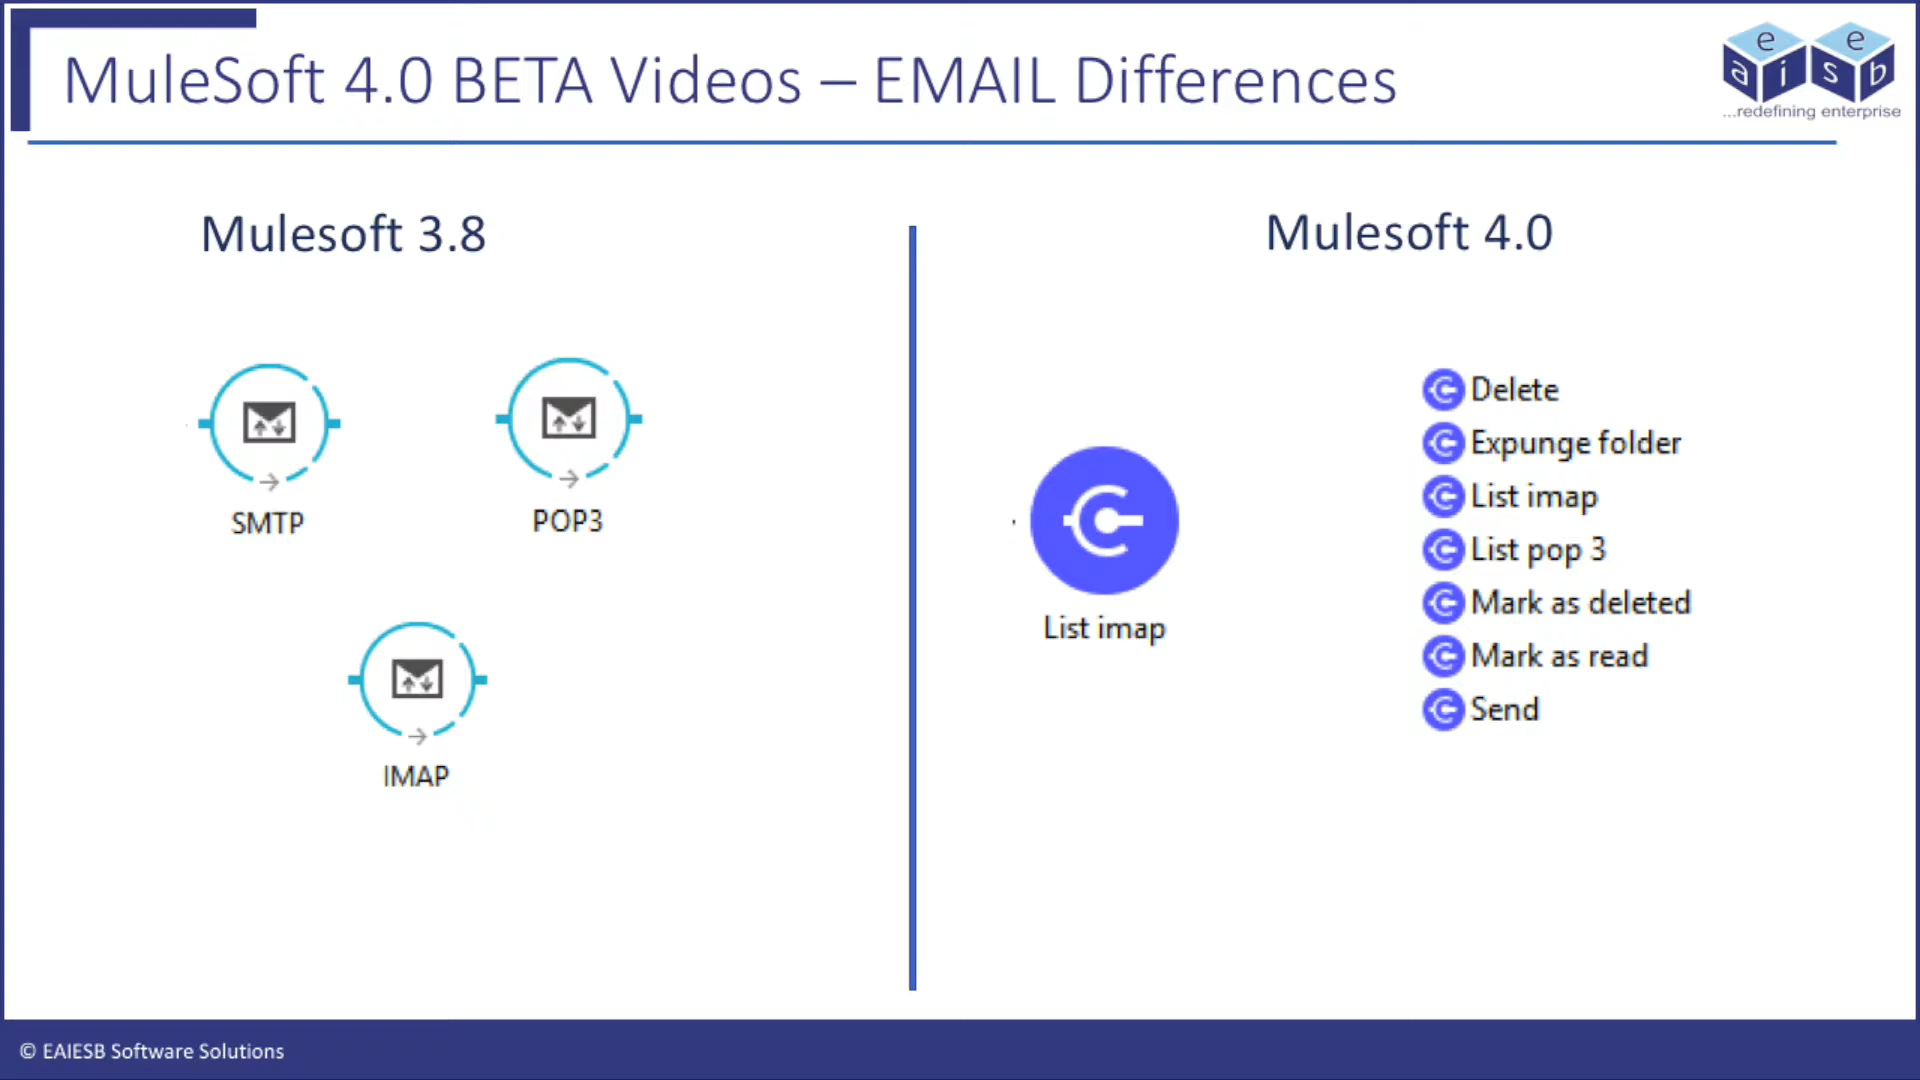 MuleSoft 4.0 BETA Videos – EMAIL Differences
e e
a i s b
...redefining enterprise
Mulesoft 3.8
Mulesoft 4.0
SMTP
POP3
IMAP
List imap
Delete
Expunge folder
List imap
List pop 3
Mark as deleted
Mark as read
Send
© EAIESB Software Solutions